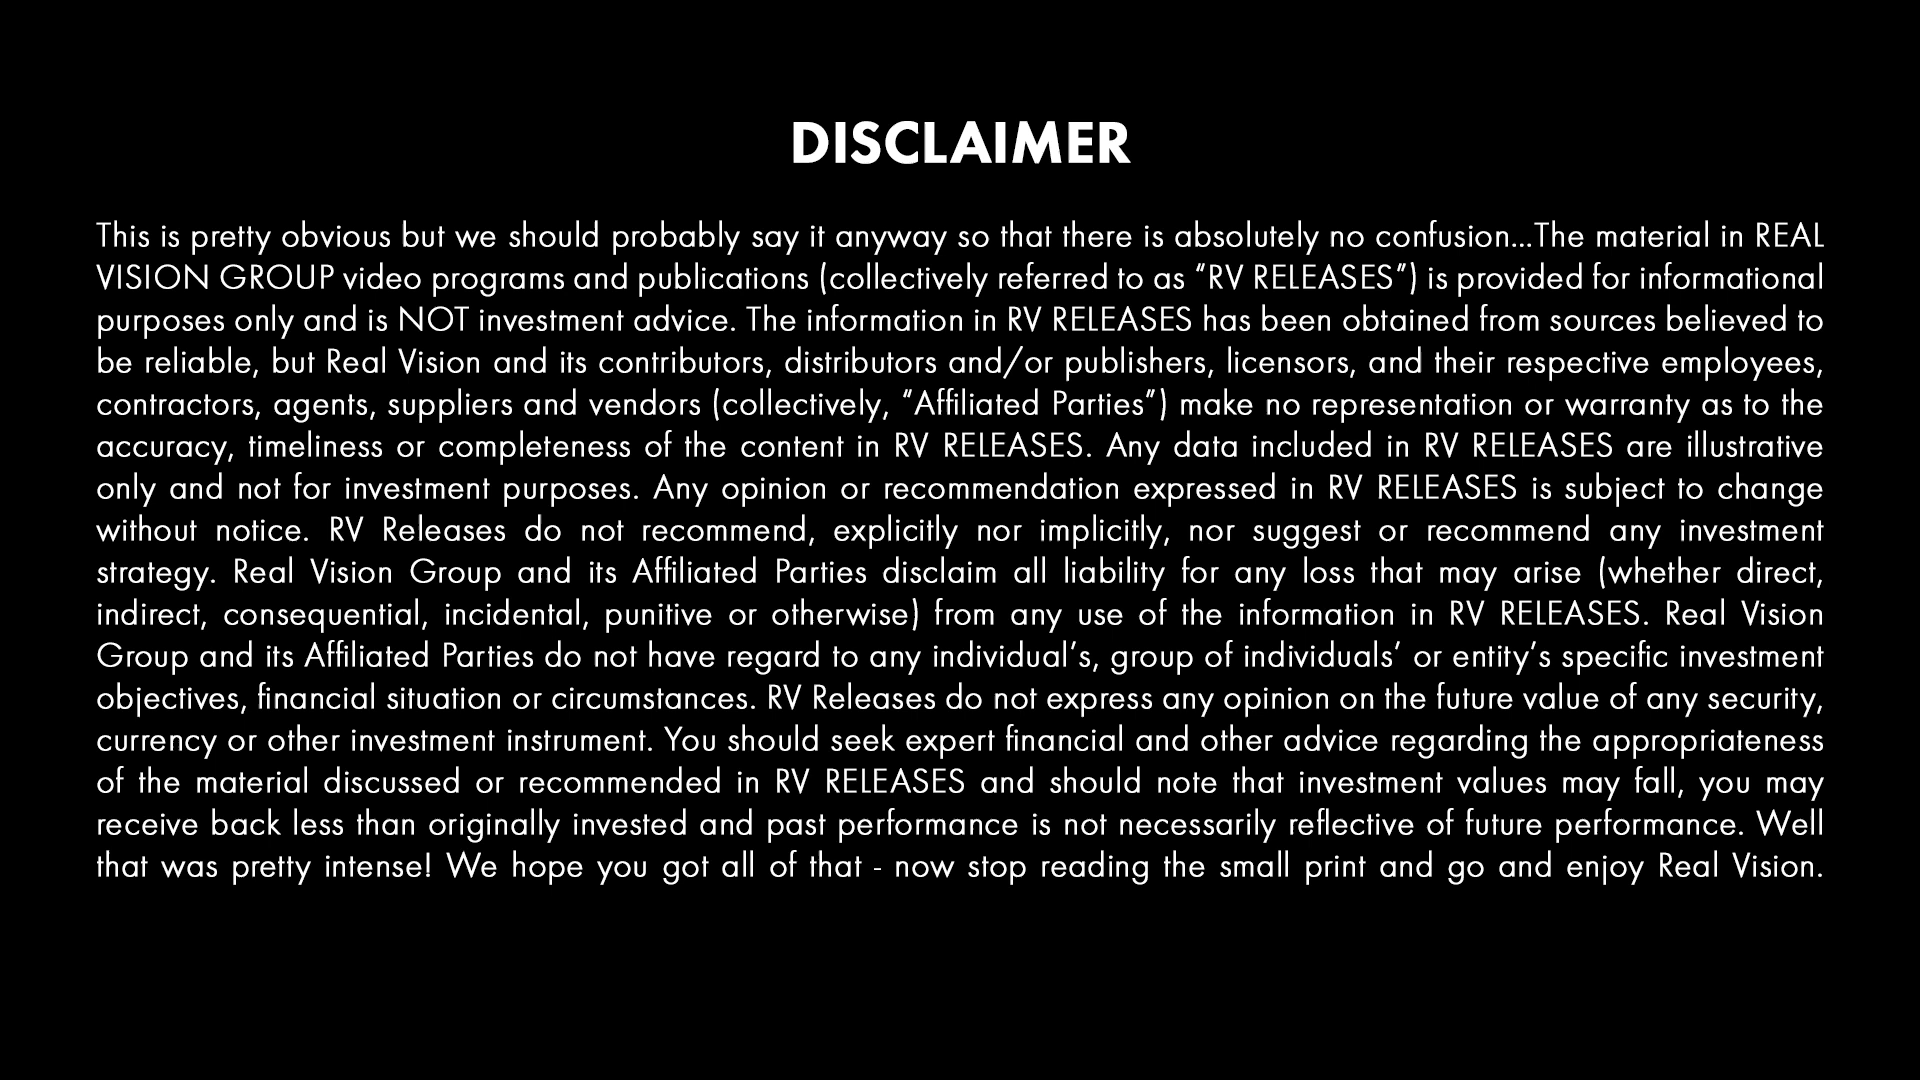 DISCLAIMER
This is pretty obvious but we should probably say it anyway so that there is absolutely no confusion...The material in REAL
VISION GROUP video programs and publications (collectively referred to as “RV RELEASES”) is provided for informational
purposes only and is NOT investment advice. The information in RV RELEASES has been obtained from sources believed to
be reliable, but Real Vision and its contributors, distributors and/or publishers, licensors, and their respective employees,
contractors, agents, suppliers and vendors (collectively, “Affiliated Parties”) make no representation or warranty as to the
accuracy, timeliness or completeness of the content in RV RELEASES. Any data included in RV RELEASES are illustrative
only and not for investment purposes. Any opinion or recommendation expressed in RV RELEASES is subject to change
without notice. RV Releases do not recommend, explicitly nor implicitly, nor suggest or recommend any investment
strategy. Real Vision Group and its Affiliated Parties disclaim all liability for any loss that may arise (whether direct,
indirect, consequential, incidental, punitive or otherwise) from any use of the information in RV RELEASES. Real Vision
Group and its Affiliated Parties do not have regard to any individual’s, group of individuals’ or entity’s specific investment
objectives, financial situation or circumstances. RV Releases do not express any opinion on the future value of any security,
currency or other investment instrument. You should seek expert financial and other advice regarding the appropriateness
of the material discussed or recommended in RV RELEASES and should note that investment values may fall, you may
receive back less than originally invested and past performance is not necessarily reflective of future performance. Well
that was pretty intense! We hope you got all of that - now stop reading the small print and go and enjoy Real Vision.